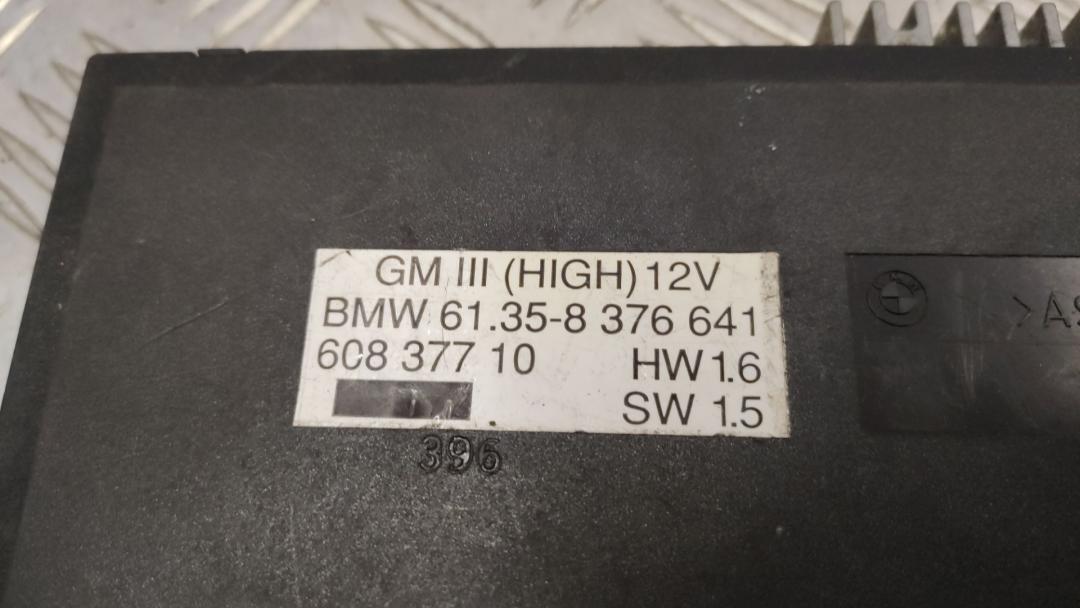 GM III (HIGH) 12V
BMW 61.35-8 376 641
608 377 10 HW 1.6
SW 1.5
396